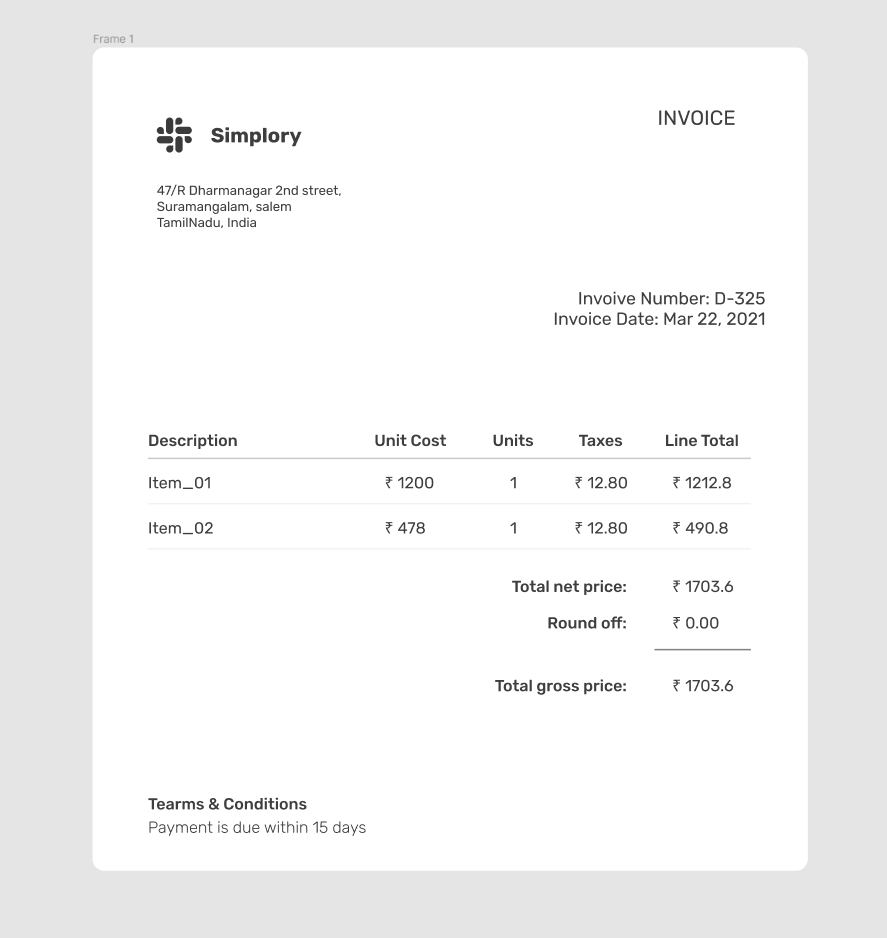 Frame 1
Simplory
INVOICE
47/R Dharmanagar 2nd street,
Suramangalam, salem
TamilNadu, India
Invoive Number: D-325
Invoice Date: Mar 22, 2021
Description Unit Cost Units Taxes Line Total
Item_01 ₹ 1200 1 ₹ 12.80 ₹ 1212.8
Item_02 ₹ 478 1 ₹ 12.80 ₹ 490.8
Total net price: ₹ 1703.6
Round off: ₹ 0.00
Total gross price: ₹ 1703.6
Tearms & Conditions
Payment is due within 15 days